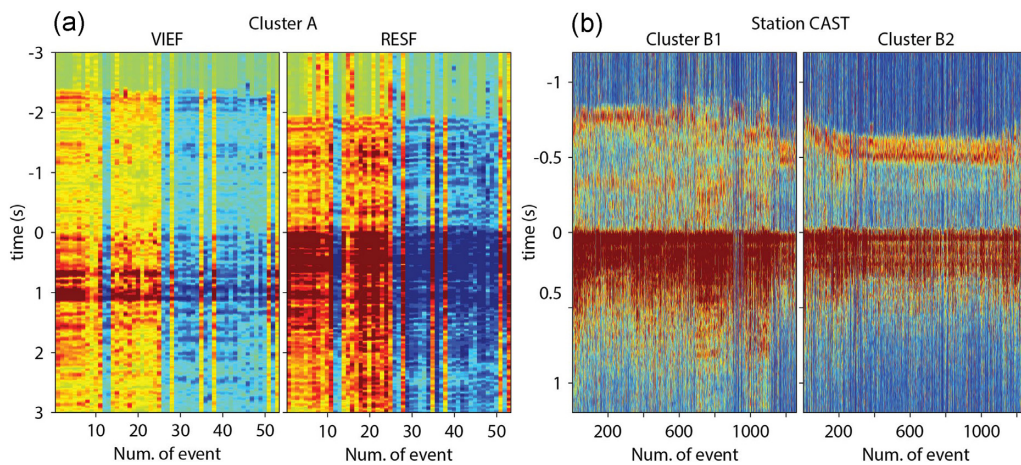 (a)
Cluster A
VIEF
RESF
-3
-2
-1
0
1
2
3
time (s)
10 20 30 40 50
10 20 30 40 50
Num. of event
Num. of event
(b)
Station CAST
Cluster B1
Cluster B2
-1
-0.5
0
0.5
1
time (s)
200 600 1000
200 600 1000
Num. of event
Num. of event